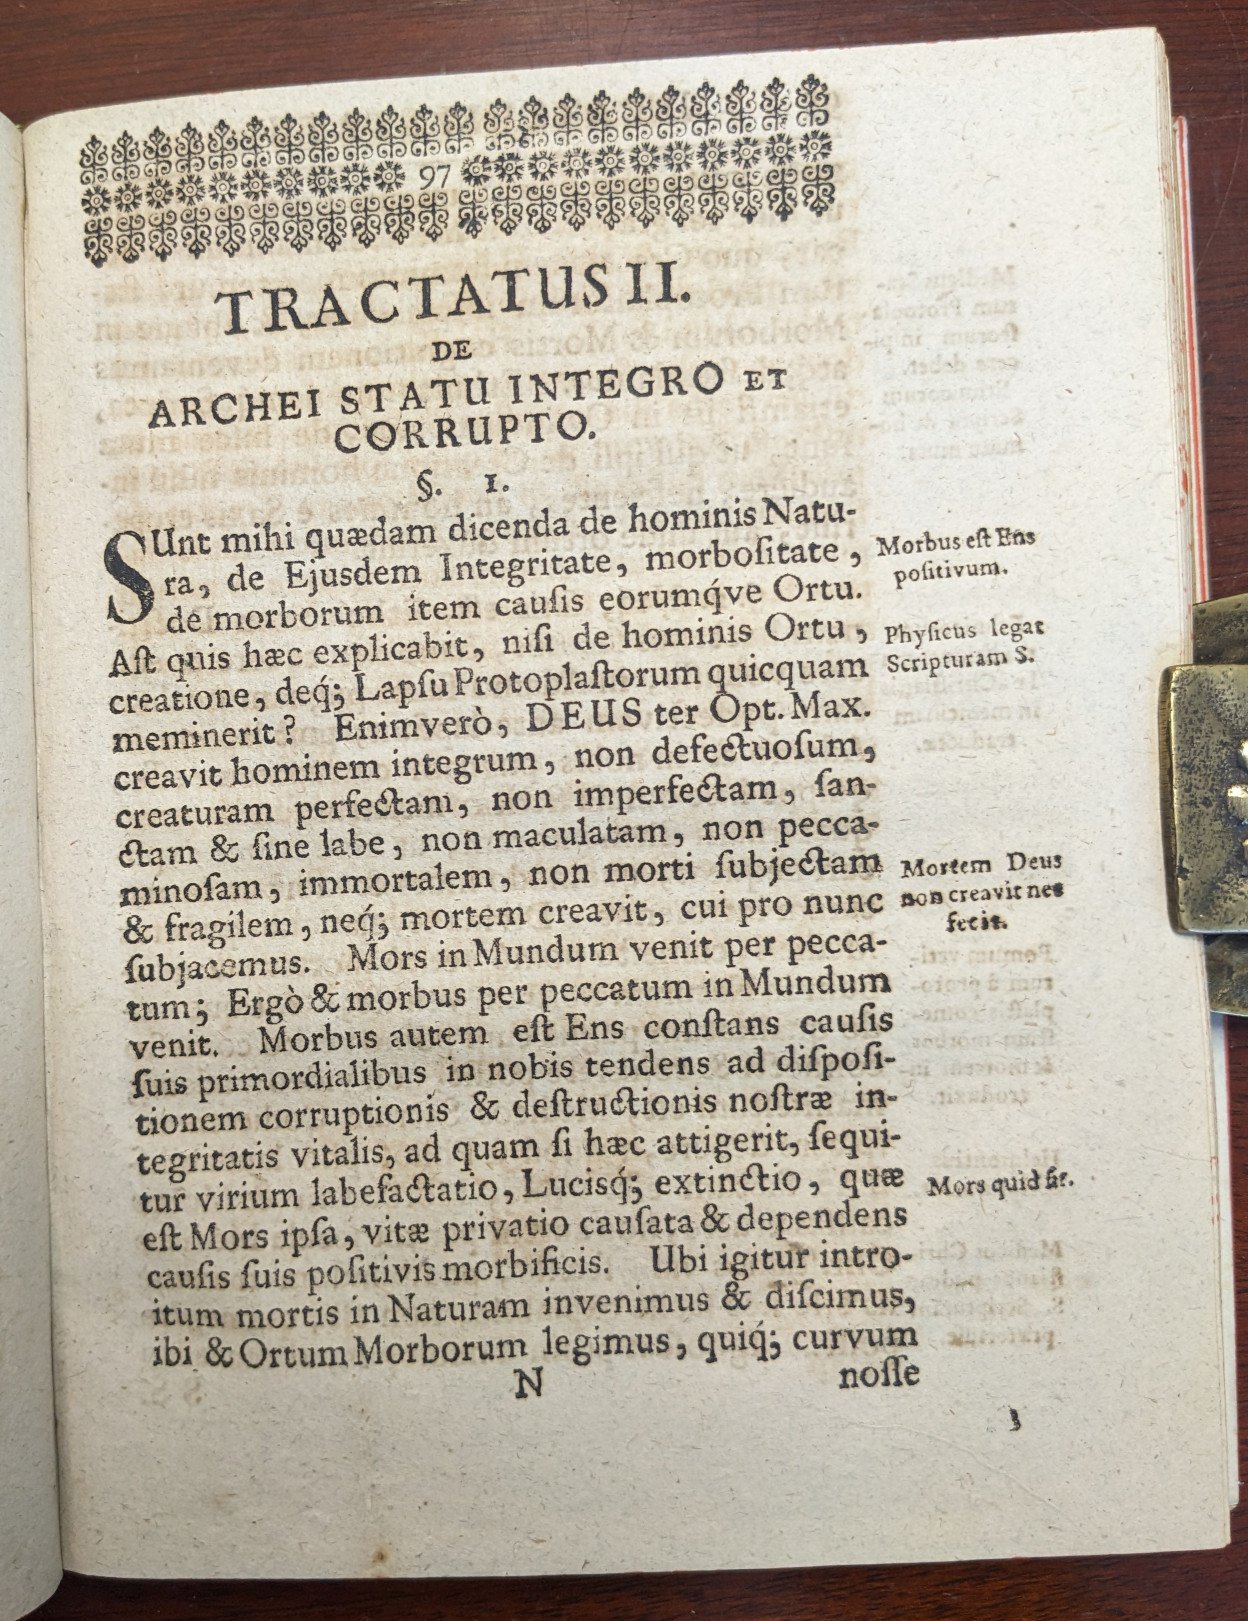 97
TRACTATUS II.
DE
ARCHEI STATU INTEGRO ET
CORRUPTO.
§. 1.
SUnt mihi quædam dicenda de hominis Natu-
ra, de Ejusdem Integritate, morboſitate,
de morborum item cauſis eorumq́ve Ortu.
Aſt quis hæc explicabit, niſi de hominis Ortu,
creatione, deq́; Lapſu Protoplaſtorum quicquam
meminerit? Enimverò, DEUS ter Opt. Max.
creavit hominem integrum, non defectuoſum,
creaturam perfectam, non imperfectam, ſan-
ctam & ſine labe, non maculatam, non pecca-
minoſam, immortalem, non morti ſubjectam
& fragilem, neq́; mortem creavit, cui pro nunc
ſubjacemus. Mors in Mundum venit per pecca-
tum; Ergò & morbus per peccatum in Mundum
venit. Morbus autem eſt Ens conſtans cauſis
ſuis primordialibus in nobis tendens ad diſpoſi-
tionem corruptionis & deſtructionis noſtræ in-
tegritatis vitalis, ad quam ſi hæc attigerit, ſequi-
tur virium labefactatio, Lucisq́; extinctio, quæ
eſt Mors ipſa, vitæ privatio cauſata & dependens
cauſis ſuis poſitivis morbificis. Ubi igitur intro-
itum mortis in Naturam invenimus & diſcimus,
ibi & Ortum Morborum legimus, quiq́; curvum
N
noſſe
Morbus eſt Ens
poſitivum.
Phyſicus legat
Scripturam S.
Mortem Deus
non creavit nec
fecit.
Mors quid ſit.